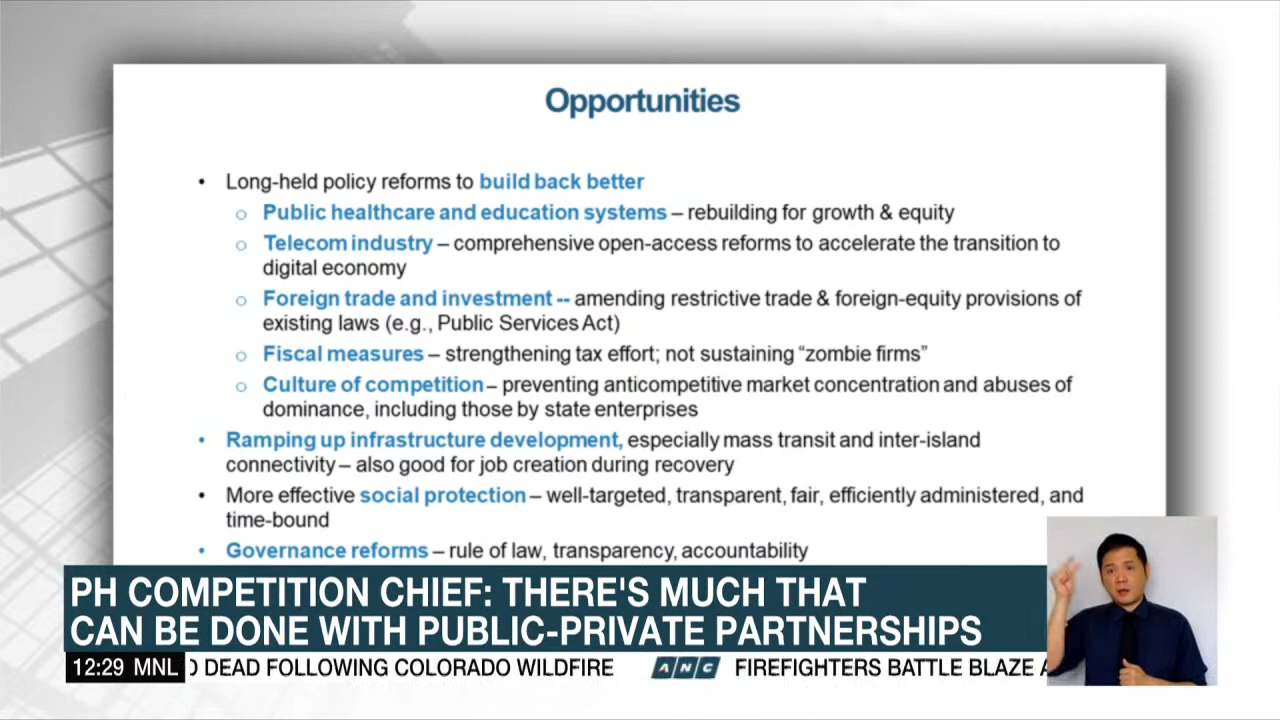 Opportunities
• Long-held policy reforms to build back better
o Public healthcare and education systems – rebuilding for growth & equity
o Telecom industry – comprehensive open-access reforms to accelerate the transition to
digital economy
o Foreign trade and investment -- amending restrictive trade & foreign-equity provisions of
existing laws (e.g., Public Services Act)
o Fiscal measures – strengthening tax effort; not sustaining “zombie firms”
o Culture of competition – preventing anticompetitive market concentration and abuses of
dominance, including those by state enterprises
• Ramping up infrastructure development, especially mass transit and inter-island
connectivity – also good for job creation during recovery
• More effective social protection – well-targeted, transparent, fair, efficiently administered, and
time-bound
• Governance reforms – rule of law, transparency, accountability
PH COMPETITION CHIEF: THERE'S MUCH THAT
CAN BE DONE WITH PUBLIC-PRIVATE PARTNERSHIPS
12:29 MNL DEAD FOLLOWING COLORADO WILDFIRE ANC FIREFIGHTERS BATTLE BLAZE